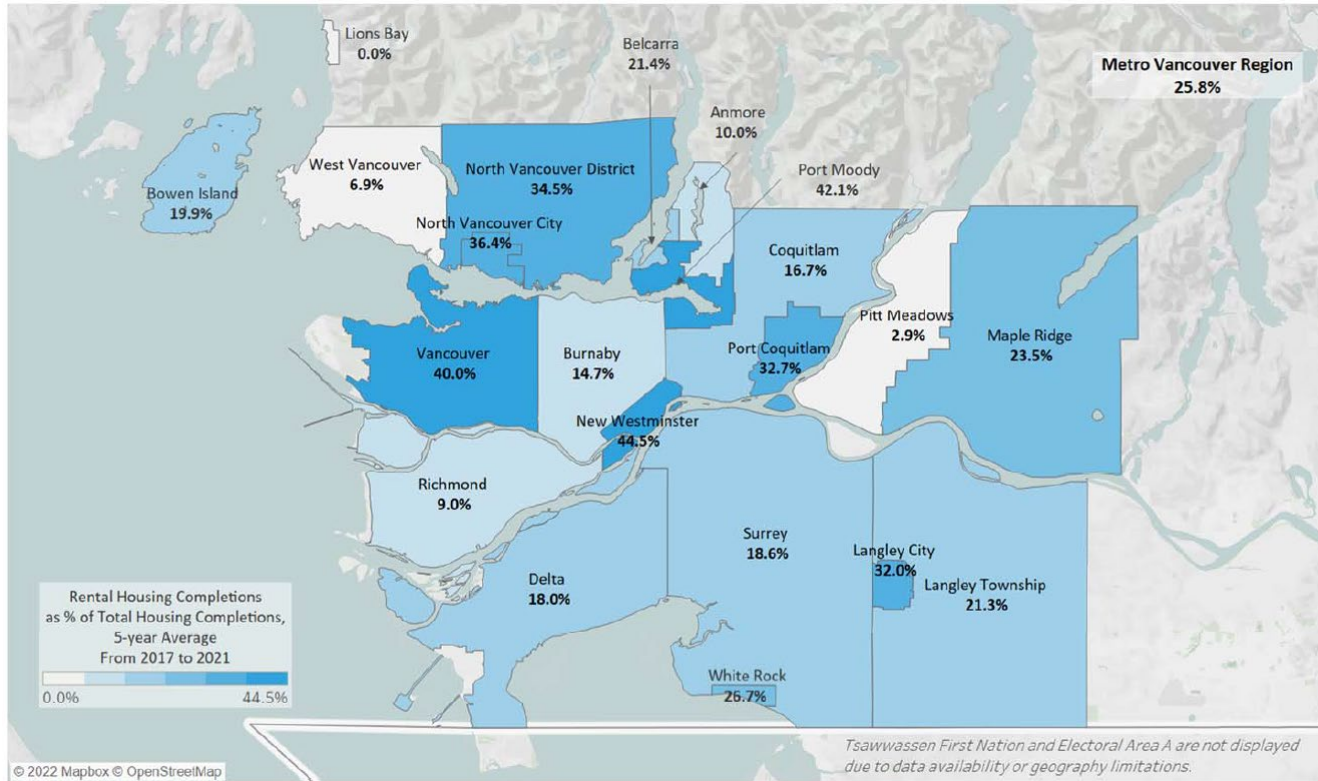 Lions Bay
0.0%
Belcarra
21.4%
Metro Vancouver Region
25.8%
Anmore
10.0%
West Vancouver
6.9%
North Vancouver District
34.5%
Port Moody
42.1%
Bowen Island
19.9%
North Vancouver City
36.4%
Coquitlam
16.7%
Pitt Meadows
2.9%
Maple Ridge
23.5%
Vancouver
40.0%
Burnaby
14.7%
Port Coquitlam
32.7%
New Westminster
44.5%
Richmond
9.0%
Surrey
18.6%
Langley City
32.0%
Langley Township
21.3%
Delta
18.0%
White Rock
26.7%
Rental Housing Completions
as % of Total Housing Completions,
5-year Average
From 2017 to 2021
0.0% 44.5%
Tsawwassen First Nation and Electoral Area A are not displayed
due to data availability or geography limitations.
© 2022 Mapbox © OpenStreetMap